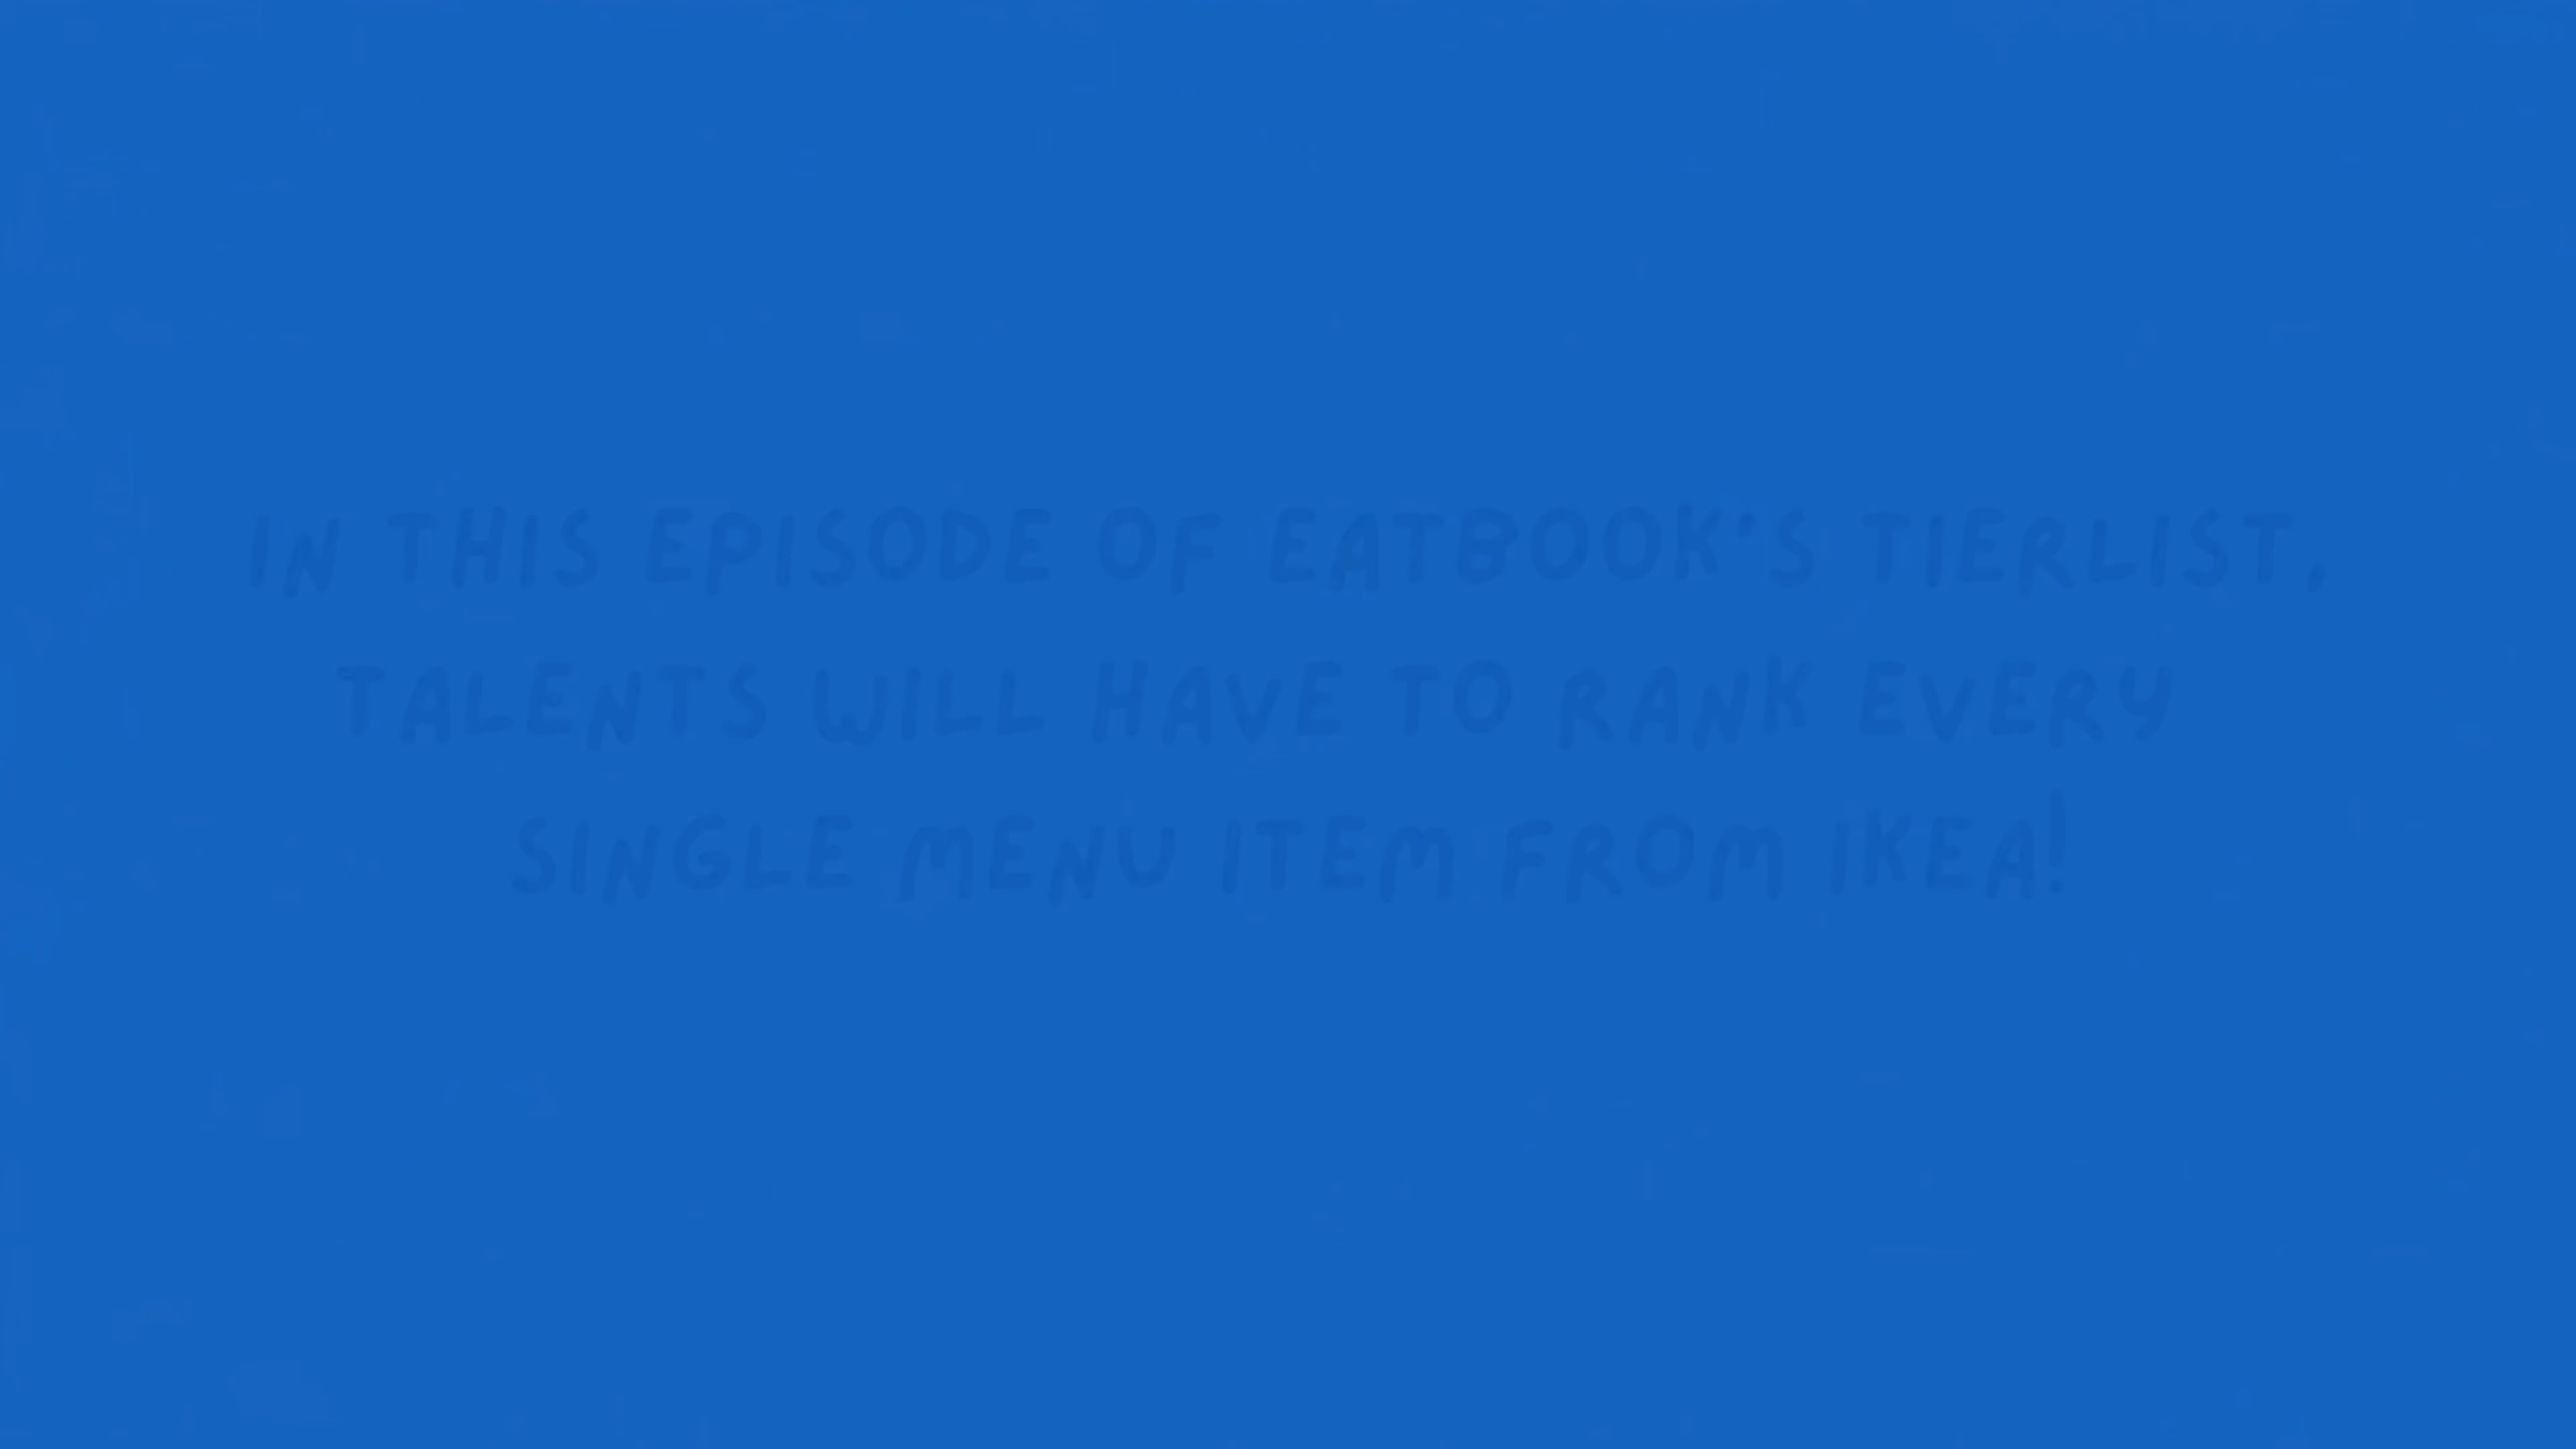 IN THIS EPISODE OF EATBOOK'S TIERLIST,
TALENTS WILL HAVE TO RANK EVERY
SINGLE MENU ITEM FROM IKEA!